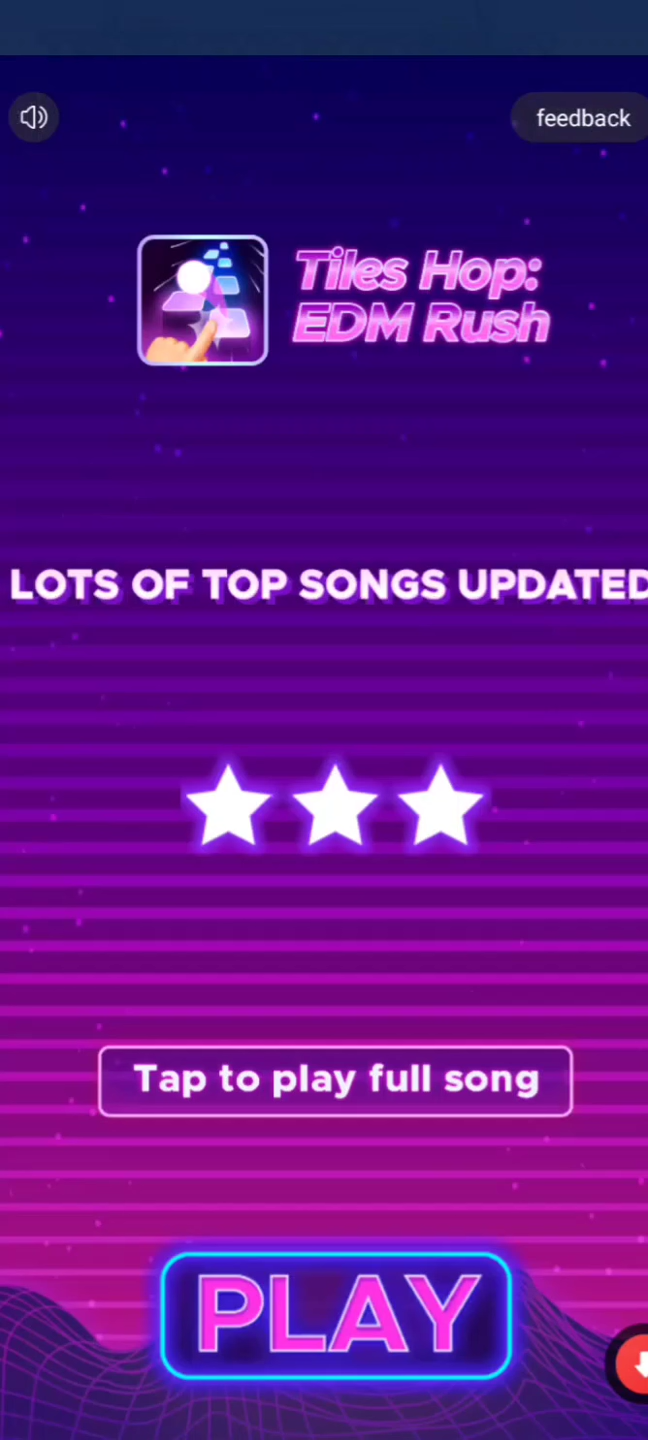 feedback
Tiles Hop:
EDM Rush
LOTS OF TOP SONGS UPDATED
Tap to play full song
PLAY